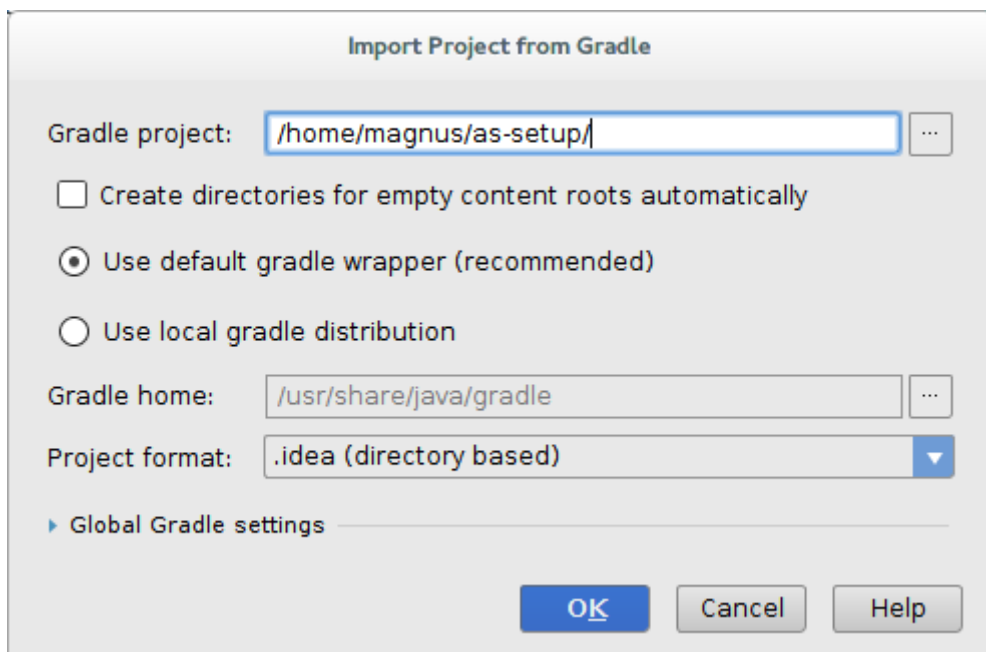 Import Project from Gradle
Gradle project: /home/magnus/as-setup/ ...
Create directories for empty content roots automatically
Use default gradle wrapper (recommended)
Use local gradle distribution
Gradle home: /usr/share/java/gradle ...
Project format: .idea (directory based)
Global Gradle settings
OK Cancel Help